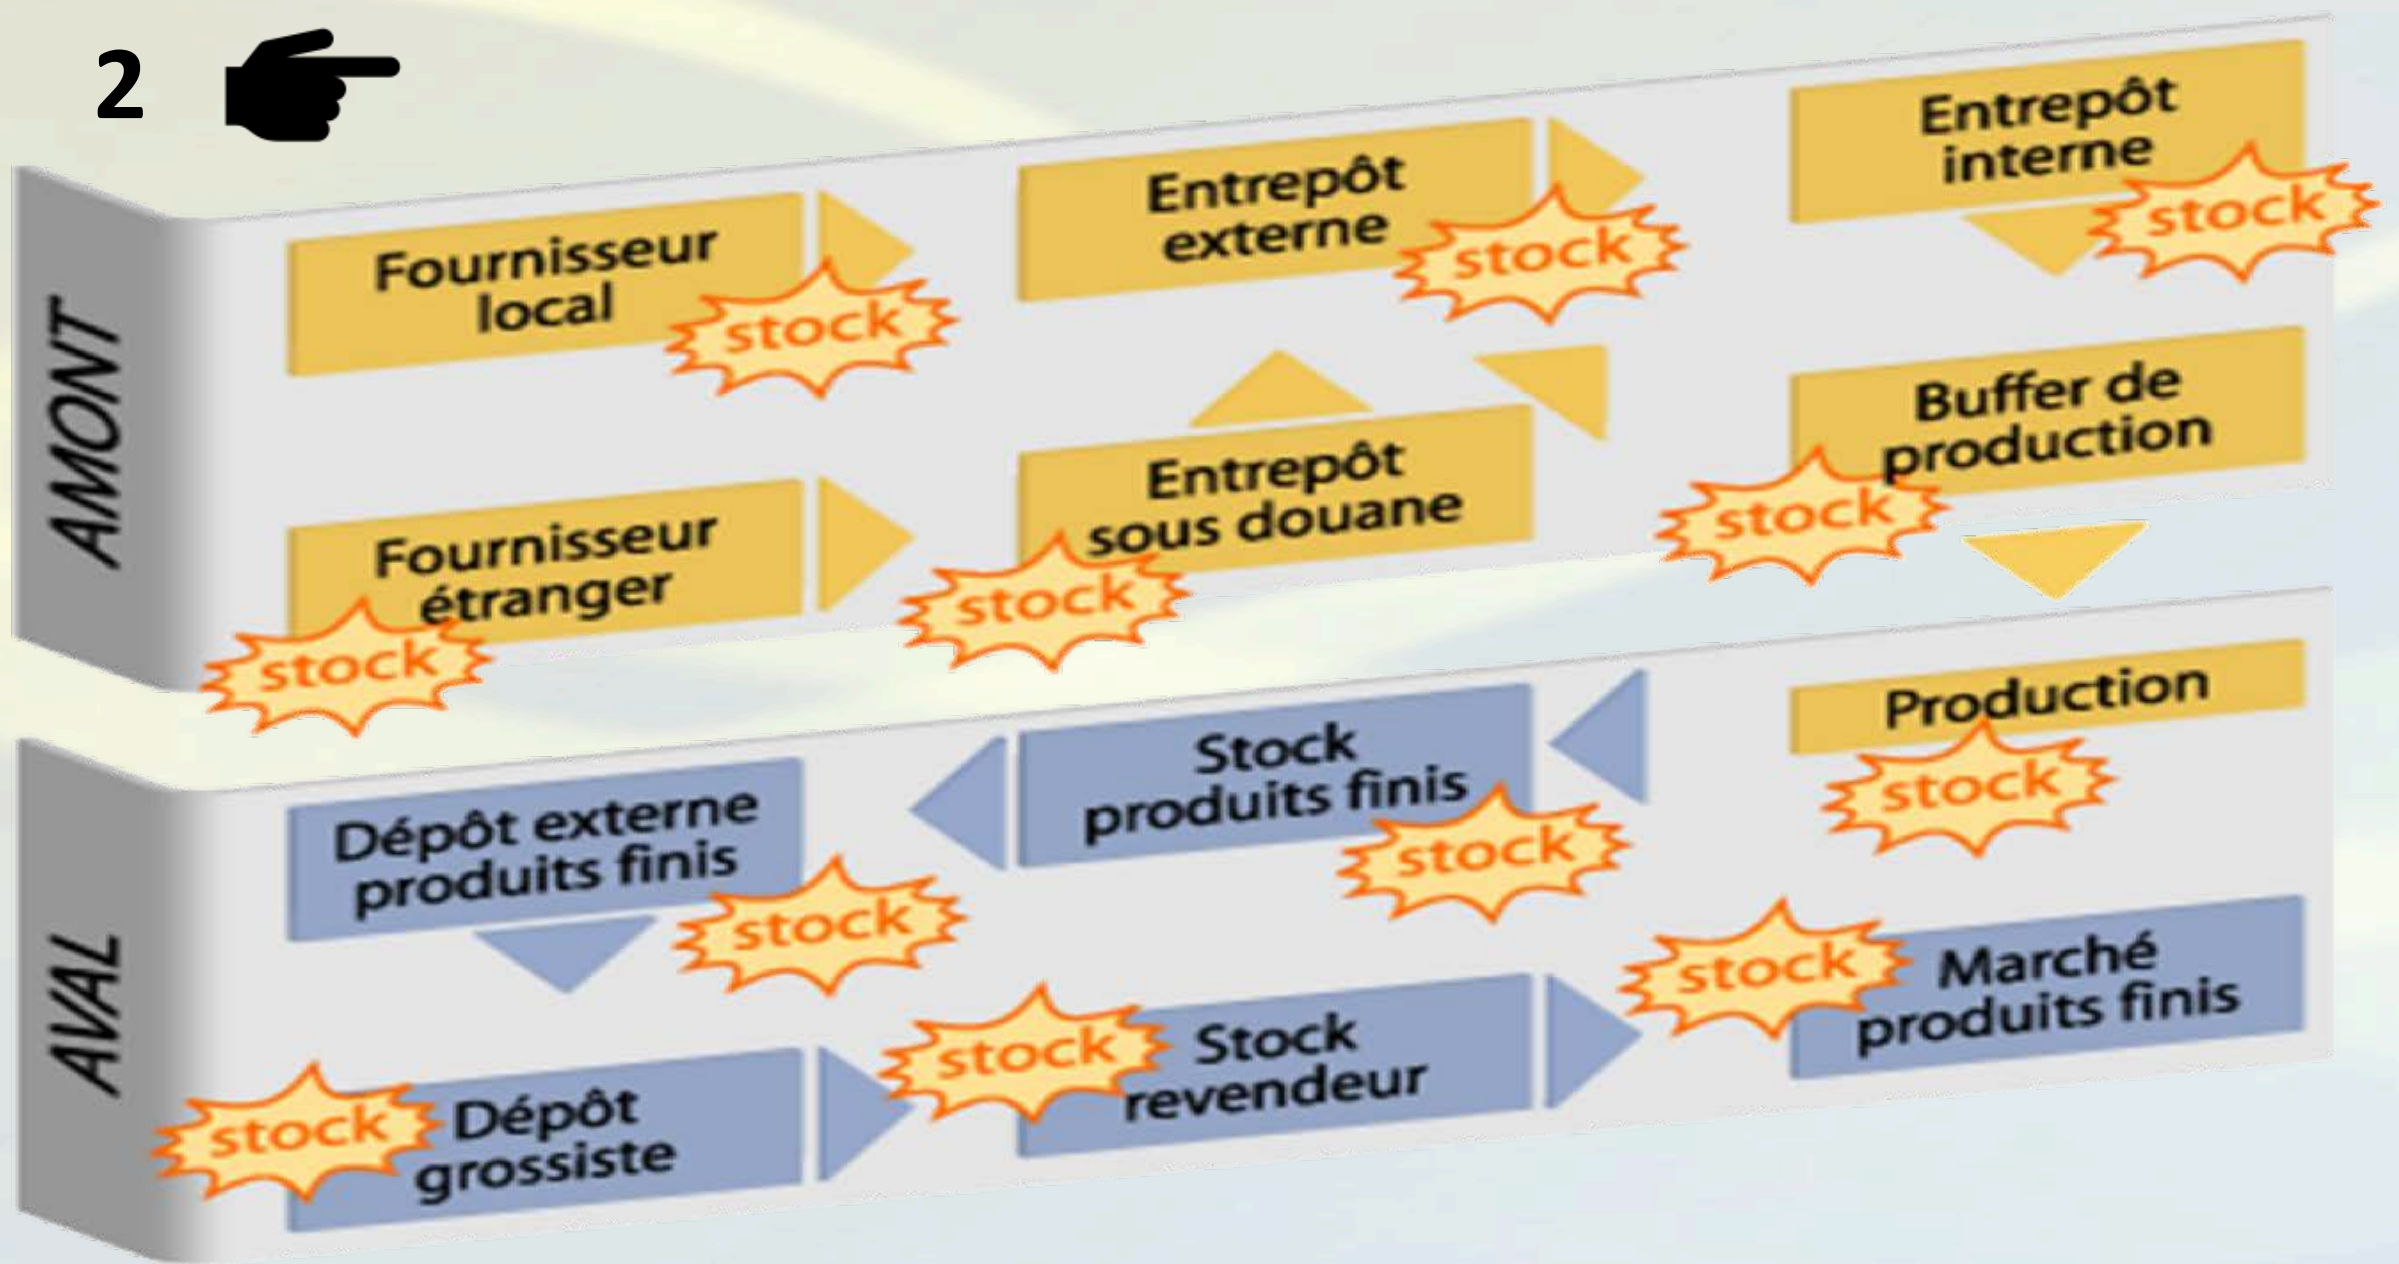 2
AMONT
Fournisseur
local
stock
Entrepôt
externe
stock
Entrepôt
interne
stock
Fournisseur
étranger
stock
Entrepôt
sous douane
stock
Buffer de
production
stock
AVAL
Dépôt externe
produits finis
stock
Stock
produits finis
stock
Production
stock
stock
Dépôt
grossiste
stock
Stock
revendeur
stock
Marché
produits finis